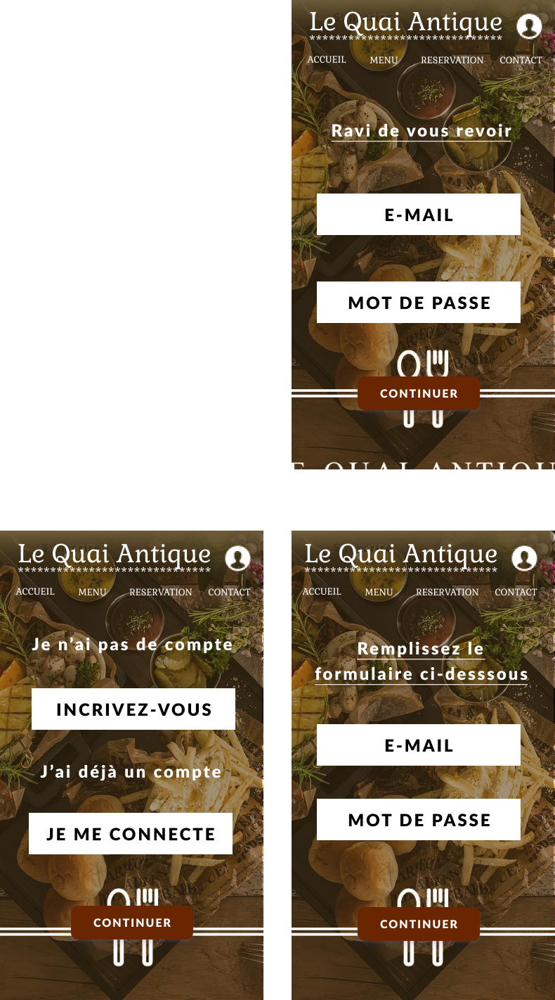 Le Quai Antique
******************************
ACCUEIL MENU RESERVATION CONTACT
Ravi de vous revoir
E-MAIL
MOT DE PASSE
CONTINUER
E QUAI ANTIQU
Le Quai Antique
******************************
ACCUEIL MENU RESERVATION CONTACT
Je n’ai pas de compte
INCRIVEZ-VOUS
J’ai déjà un compte
JE ME CONNECTE
CONTINUER
Le Quai Antique
******************************
ACCUEIL MENU RESERVATION CONTACT
Remplissez le
formulaire ci-desssous
E-MAIL
MOT DE PASSE
CONTINUER